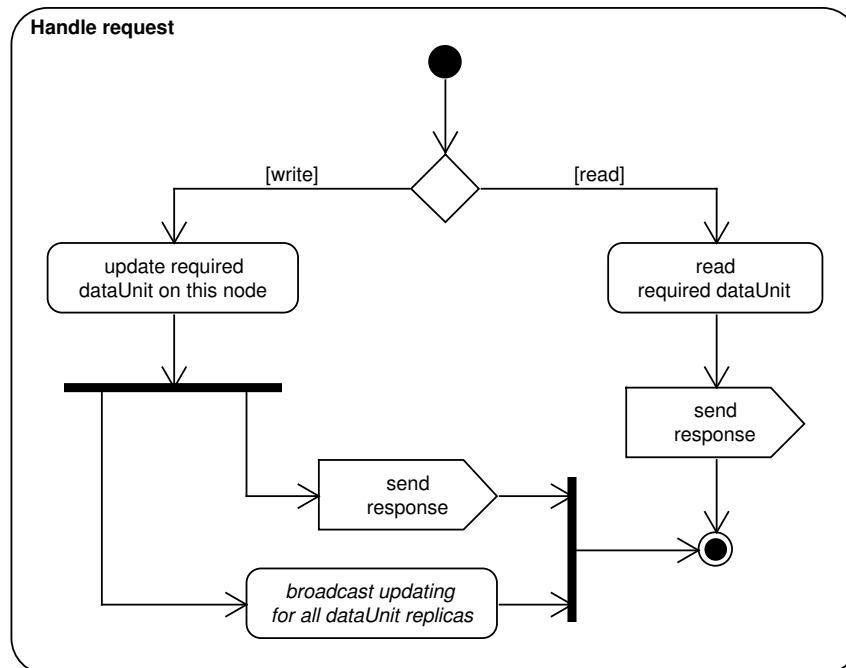 Handle request
[write]
[read]
update required
dataUnit on this node
read
required dataUnit
send
response
send
response
broadcast updating
for all dataUnit replicas